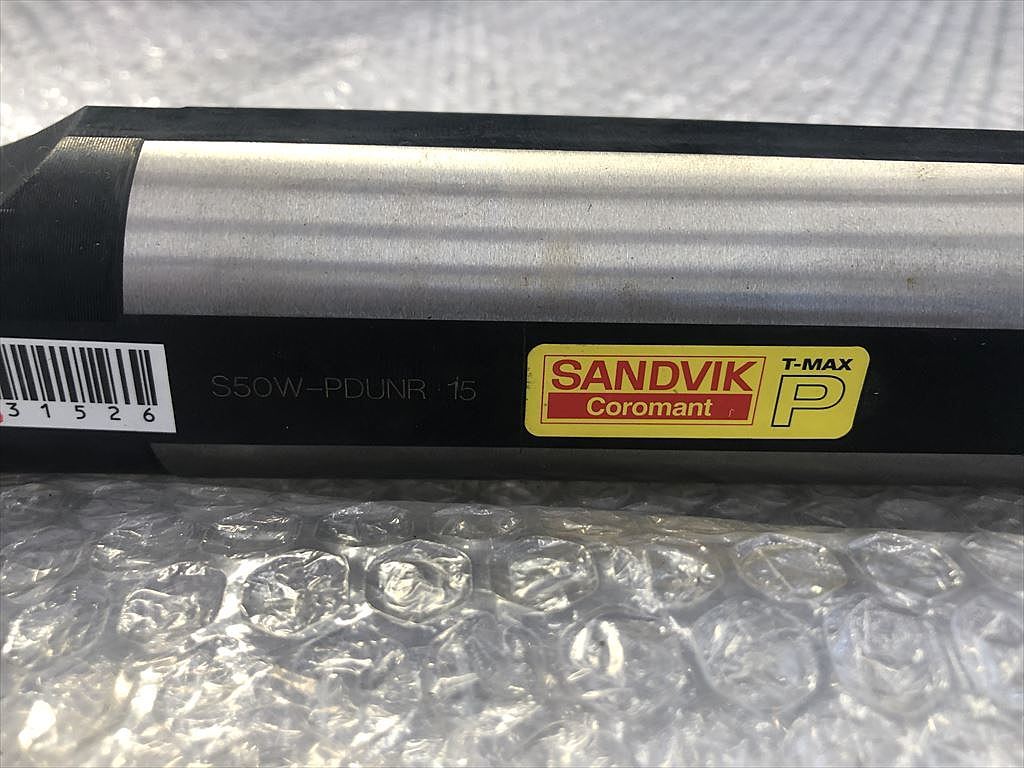 31526
S50W-PDUNR 15
SANDVIK
Coromant
T-MAX
P